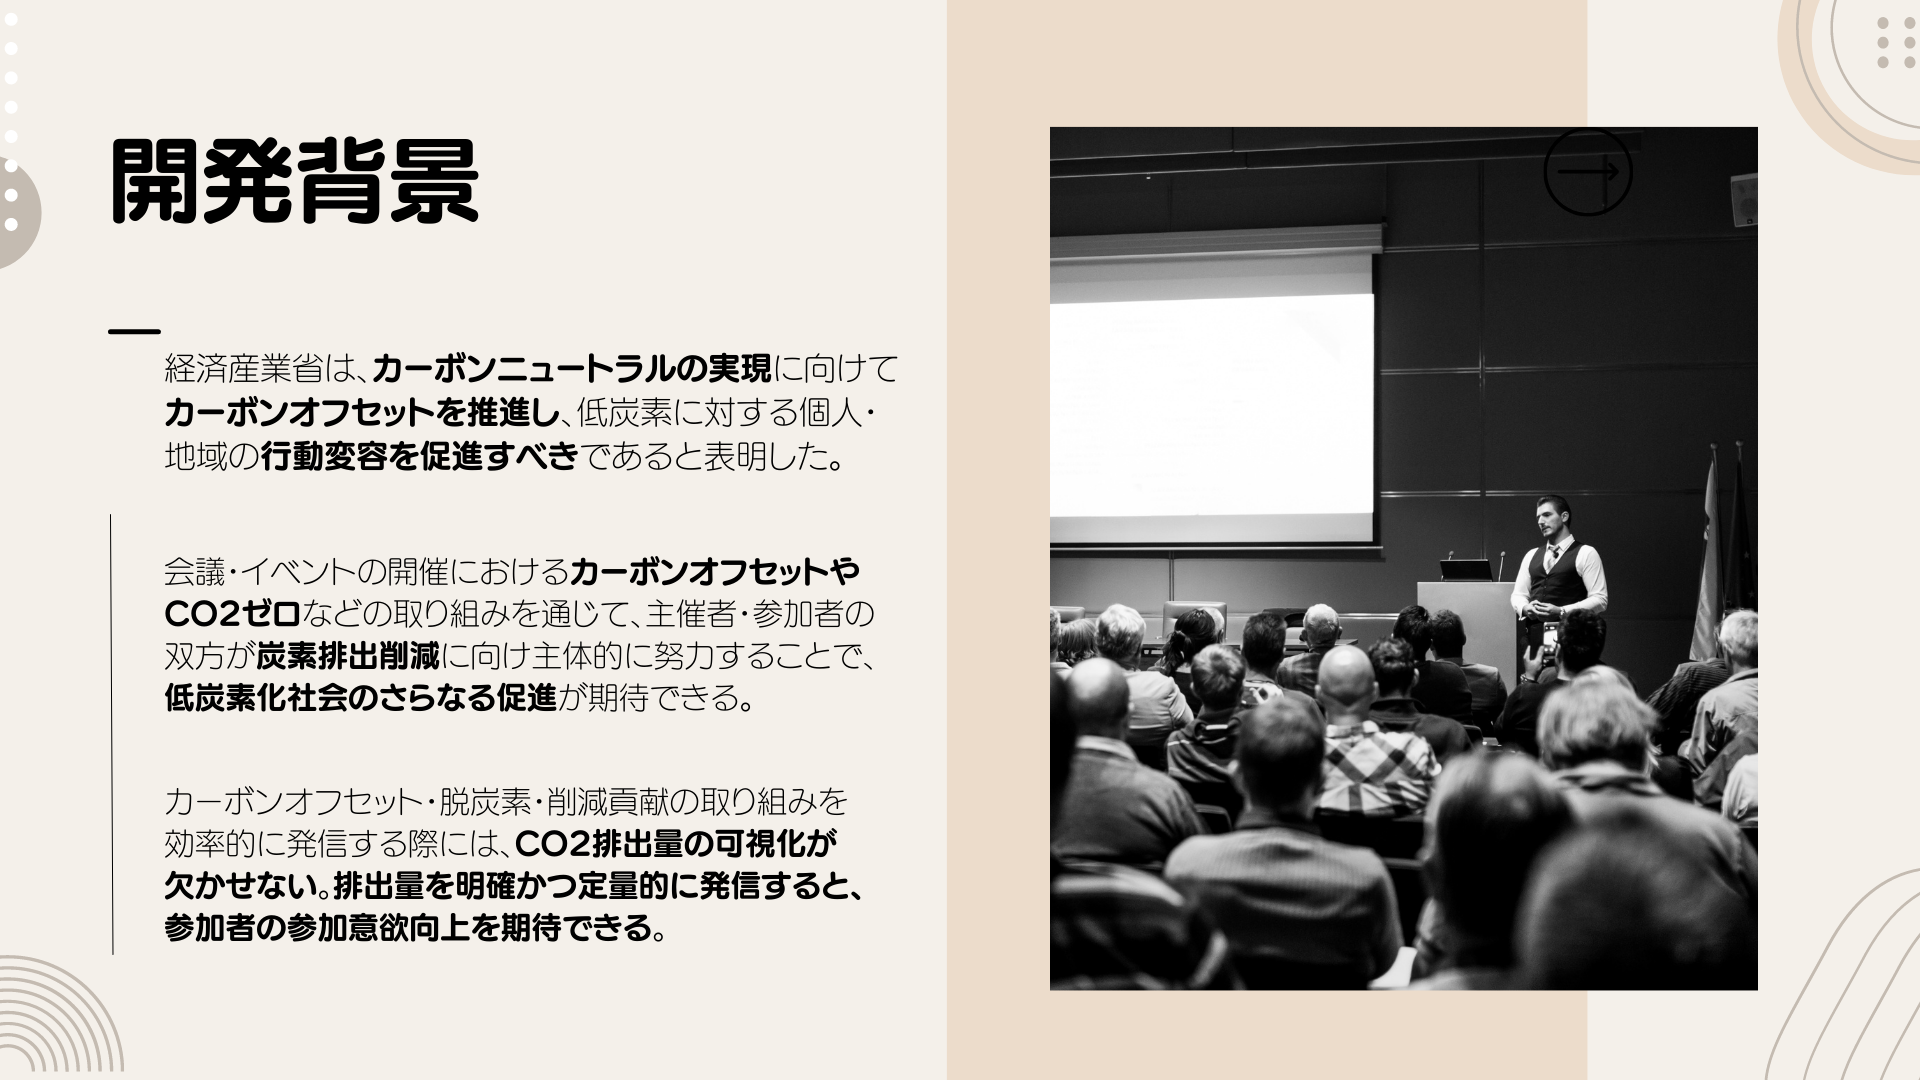 開発背景
経済産業省は、カーボンニュートラルの実現に向けて
カーボンオフセットを推進し、低炭素に対する個人・
地域の行動変容を促進すべきであると表明した。
会議・イベントの開催におけるカーボンオフセットや
CO2ゼロなどの取り組みを通じて、主催者・参加者の
双方が炭素排出削減に向け主体的に努力することで、
低炭素化社会のさらなる促進が期待できる。
カーボンオフセット・脱炭素・削減貢献の取り組みを
効率的に発信する際には、CO2排出量の可視化が
欠かせない。排出量を明確かつ定量的に発信すると、
参加者の参加意欲向上を期待できる。